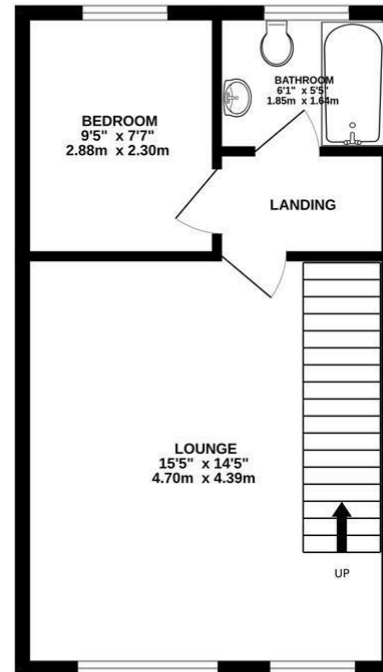 BATHROOM
6'1" x 5'5"
1.85m x 1.64m
BEDROOM
9'5" x 7'7"
2.88m x 2.30m
LANDING
LOUNGE
15'5" x 14'5"
4.70m x 4.39m
UP